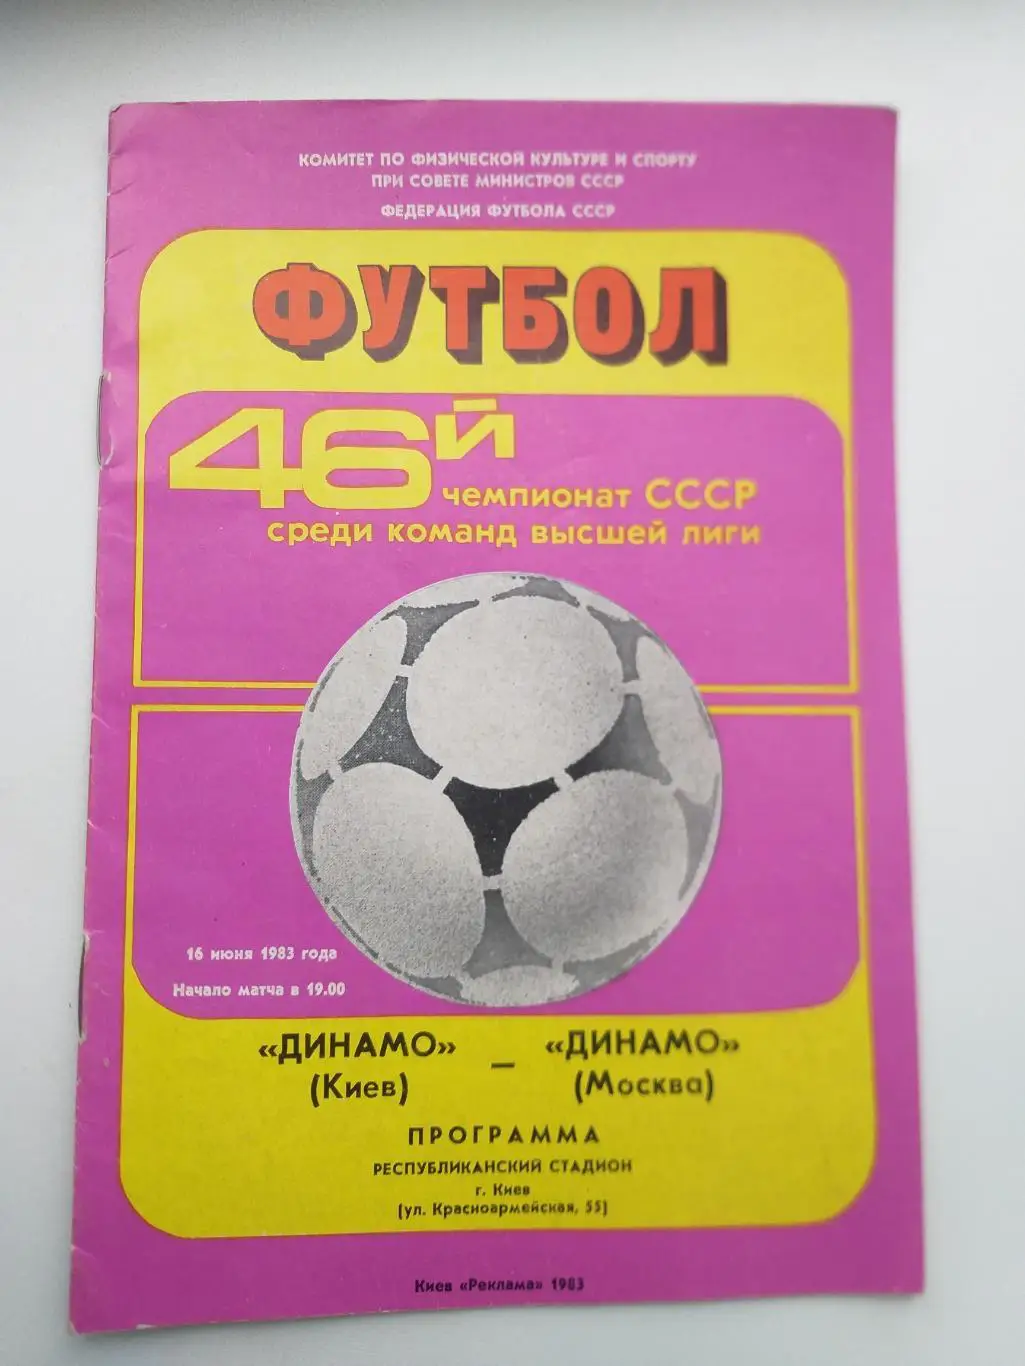 КОМИТЕТ ПО ФИЗИЧЕСКОЙ КУЛЬТУРЕ И СПОРТУ
ПРИ СОВЕТЕ МИНИСТРОВ СССР
ФЕДЕРАЦИЯ ФУТБОЛА СССР
ФУТБОЛ
46й
чемпионат СССР
среди команд высшей лиги
16 июня 1983 года
Начало матча в 19.00
«ДИНАМО» – «ДИНАМО»
(Киев) (Москва)
ПРОГРАММА
РЕСПУБЛИКАНСКИЙ СТАДИОН
г. Киев
(ул. Красноармейская, 55)
Киев «Реклама» 1983